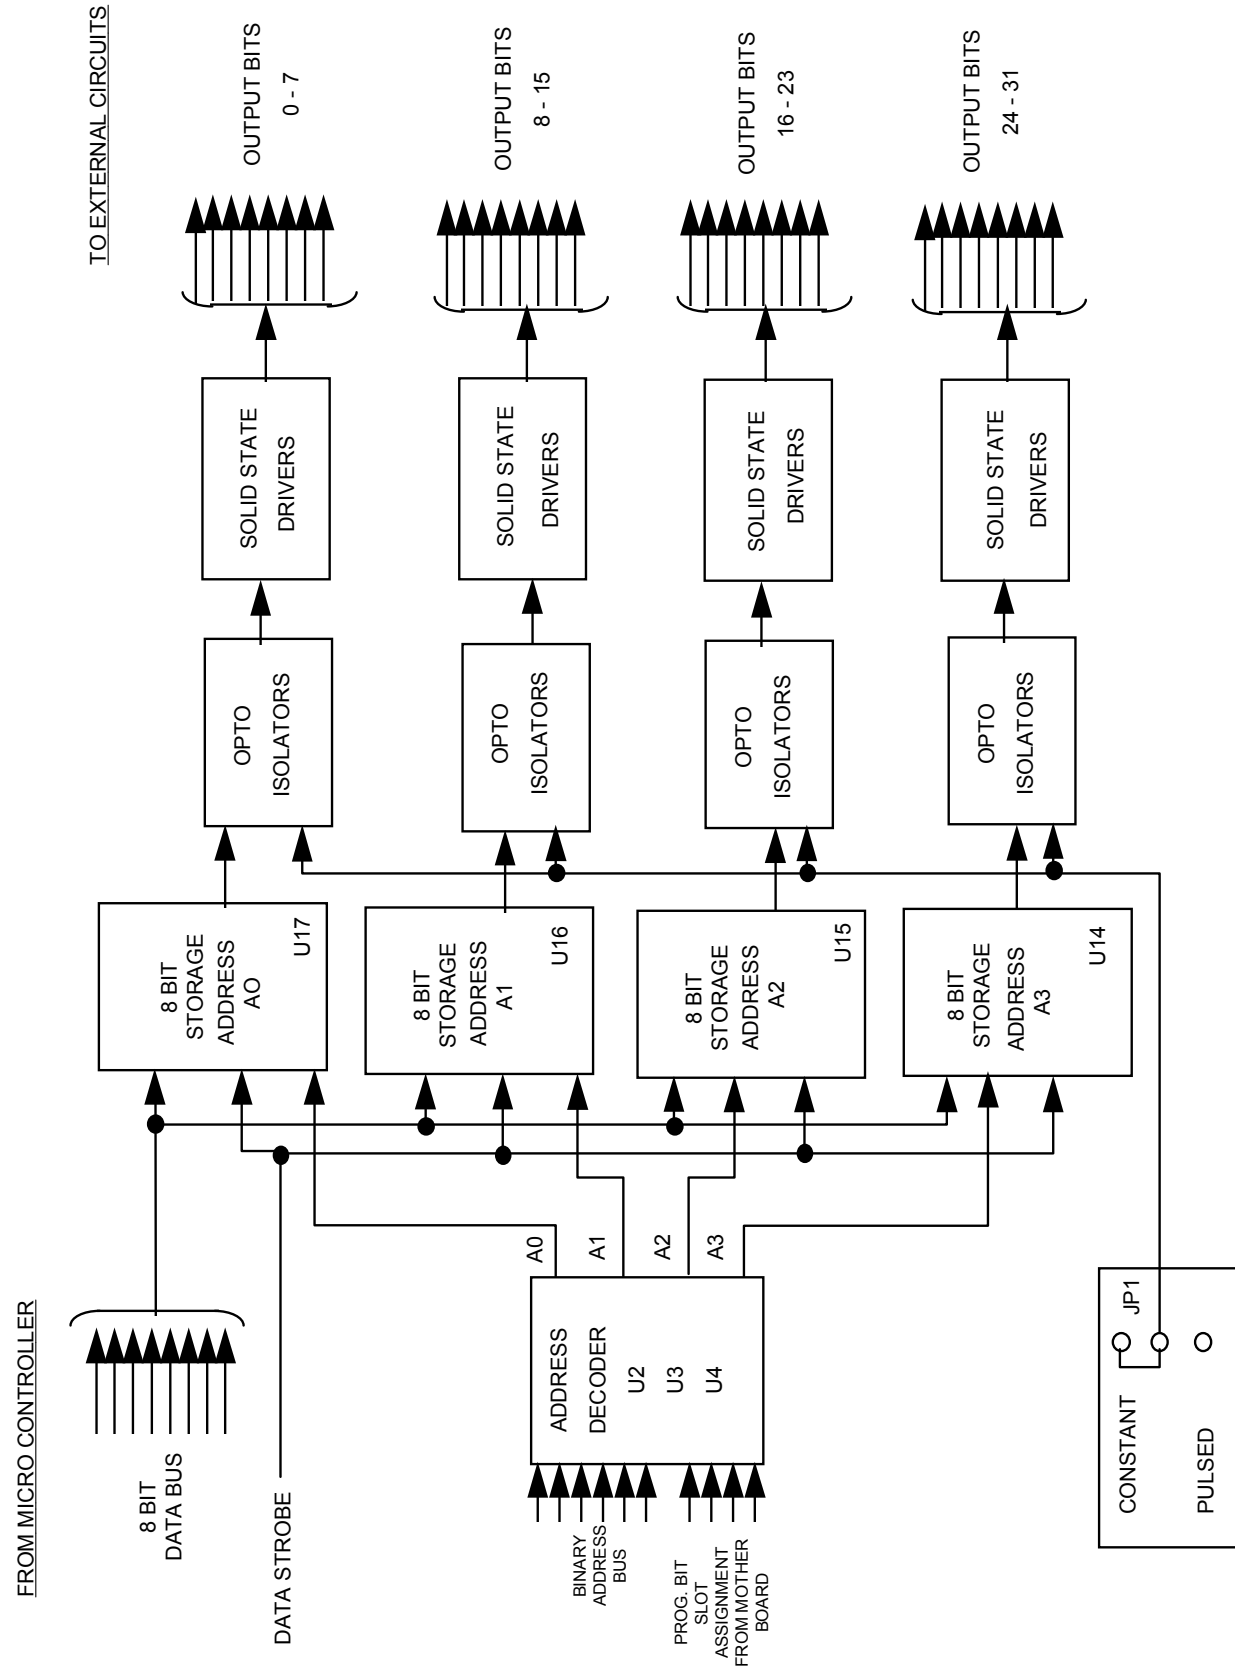 FROM MICRO CONTROLLER
TO EXTERNAL CIRCUITS
8 BIT
DATA BUS
DATA STROBE
BINARY
ADDRESS
BUS
PROG. BIT
SLOT
ASSIGNMENT
FROM MOTHER
BOARD
ADDRESS
DECODER
U2
U3
U4
A0
A1
A2
A3
CONSTANT
PULSED
JP1
8 BIT
STORAGE
ADDRESS
AO
U17
OPTO
ISOLATORS
SOLID STATE
DRIVERS
OUTPUT BITS
0 - 7
8 BIT
STORAGE
ADDRESS
A1
U16
OPTO
ISOLATORS
SOLID STATE
DRIVERS
OUTPUT BITS
8 - 15
8 BIT
STORAGE
ADDRESS
A2
U15
OPTO
ISOLATORS
SOLID STATE
DRIVERS
OUTPUT BITS
16 - 23
8 BIT
STORAGE
ADDRESS
A3
U14
OPTO
ISOLATORS
SOLID STATE
DRIVERS
OUTPUT BITS
24 - 31